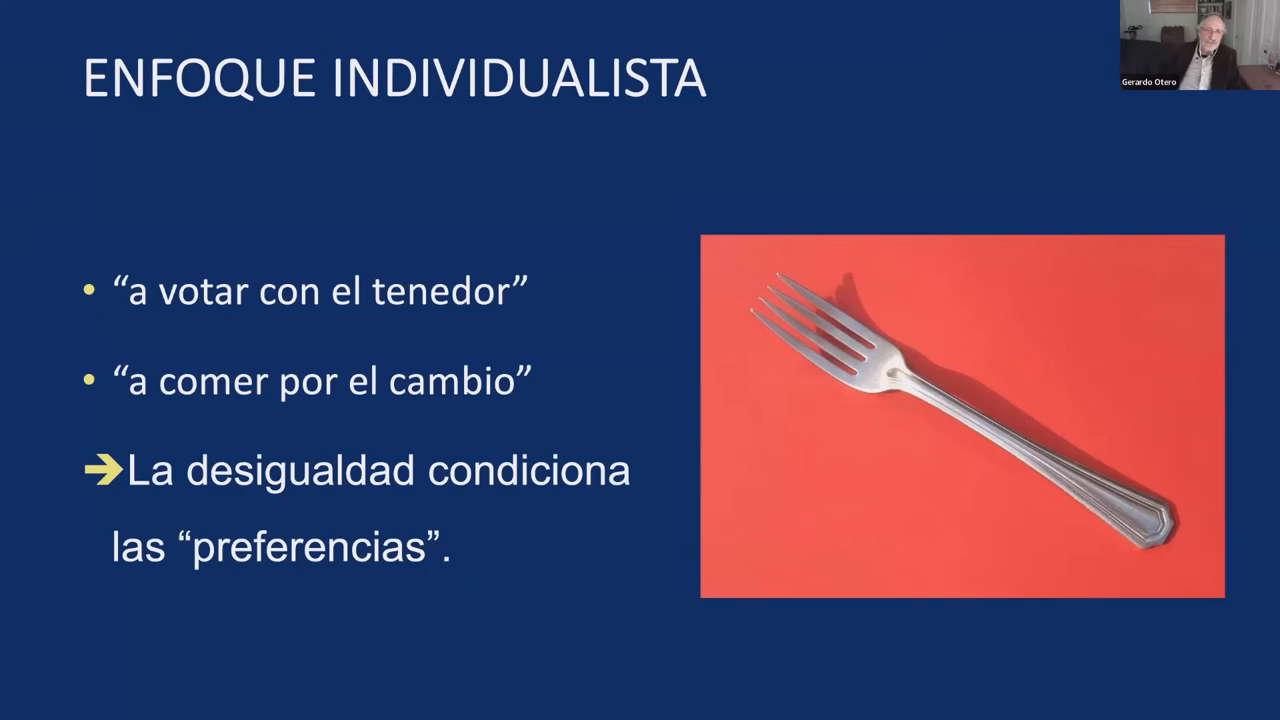 ENFOQUE INDIVIDUALISTA
Gerardo Otero
• “a votar con el tenedor”
• “a comer por el cambio”
➔La desigualdad condiciona
las “preferencias”.